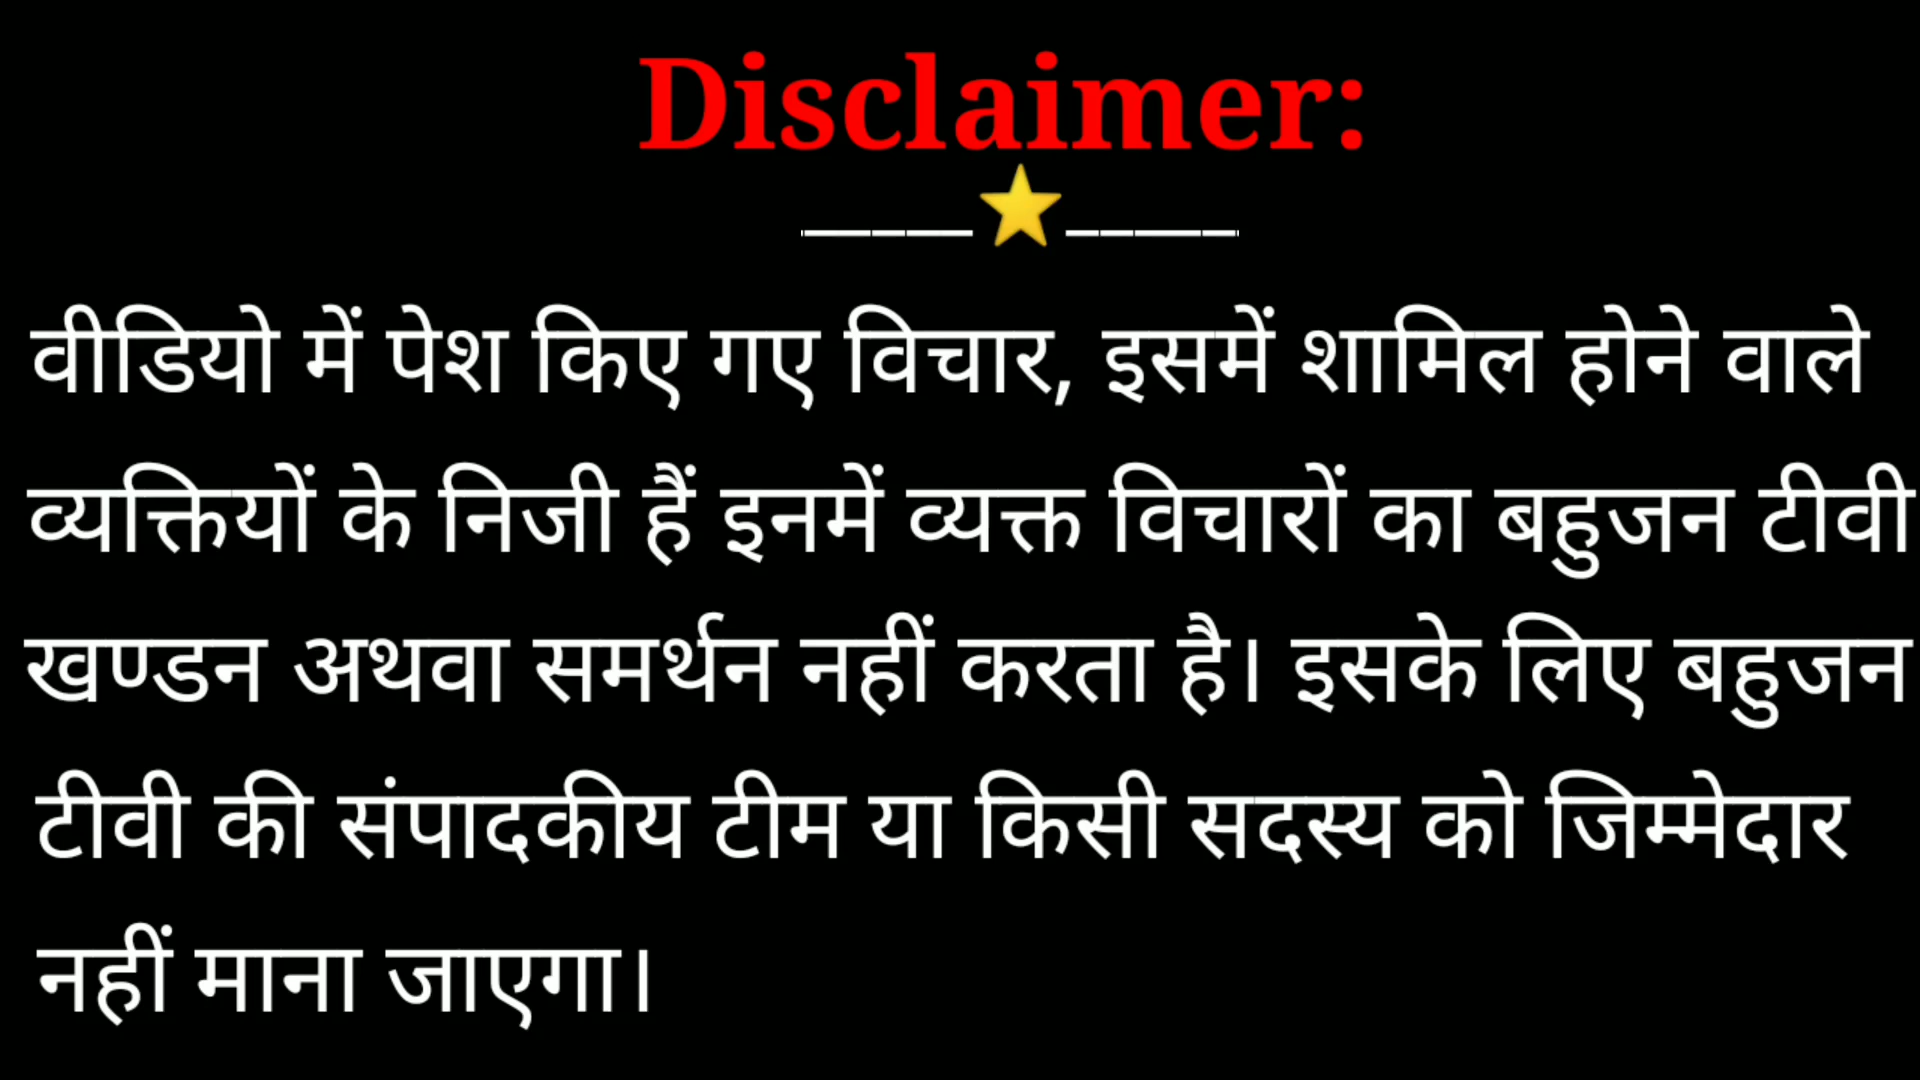 Disclaimer:
वीडियो में पेश किए गए विचार, इसमें शामिल होने वाले
व्यक्तियों के निजी हैं इनमें व्यक्त विचारों का बहुजन टीवी
खण्डन अथवा समर्थन नहीं करता है। इसके लिए बहुजन
टीवी की संपादकीय टीम या किसी सदस्य को जिम्मेदार
नहीं माना जाएगा।